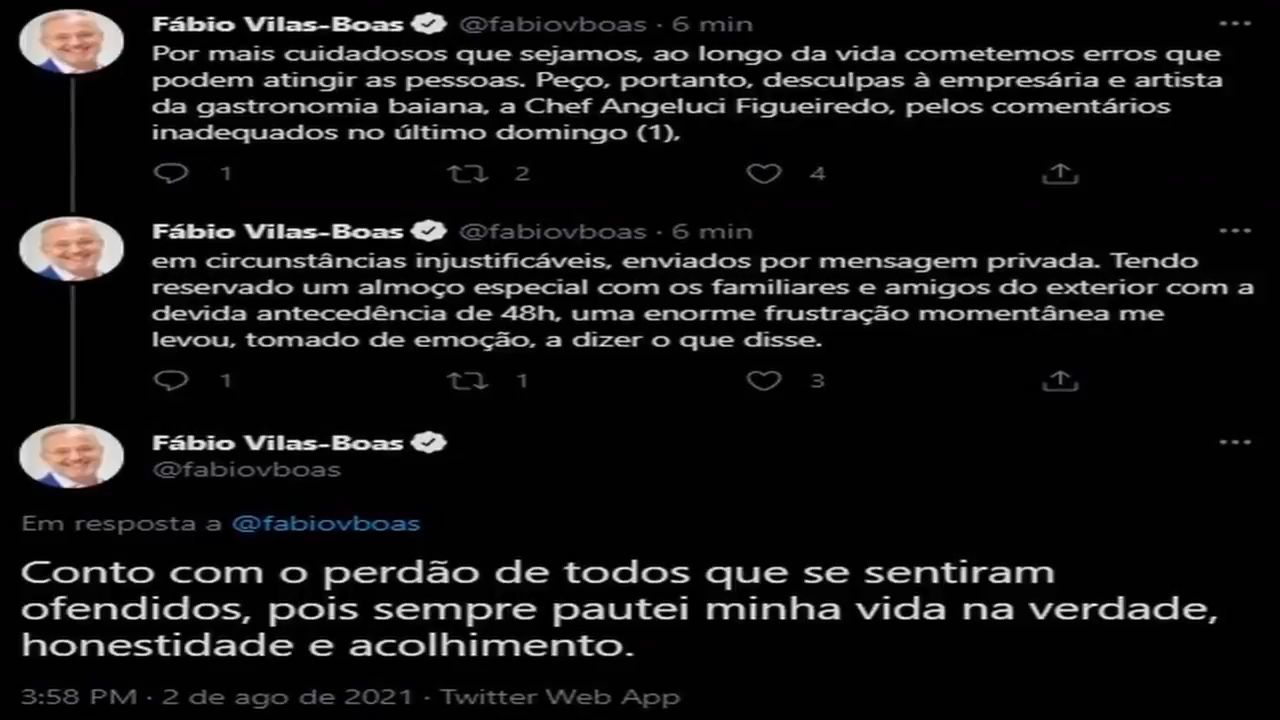 Fábio Vilas-Boas @fabiovboas · 6 min
Por mais cuidadosos que sejamos, ao longo da vida cometemos erros que
podem atingir as pessoas. Peço, portanto, desculpas à empresária e artista
da gastronomia baiana, a Chef Angeluci Figueiredo, pelos comentários
inadequados no último domingo (1),
1 2 4
Fábio Vilas-Boas @fabiovboas · 6 min
em circunstâncias injustificáveis, enviados por mensagem privada. Tendo
reservado um almoço especial com os familiares e amigos do exterior com a
devida antecedência de 48h, uma enorme frustração momentânea me
levou, tomado de emoção, a dizer o que disse.
1 1 3
Fábio Vilas-Boas
@fabiovboas
Em resposta a @fabiovboas
Conto com o perdão de todos que se sentiram
ofendidos, pois sempre pautei minha vida na verdade,
honestidade e acolhimento.
3:58 PM · 2 de ago de 2021 · Twitter Web App